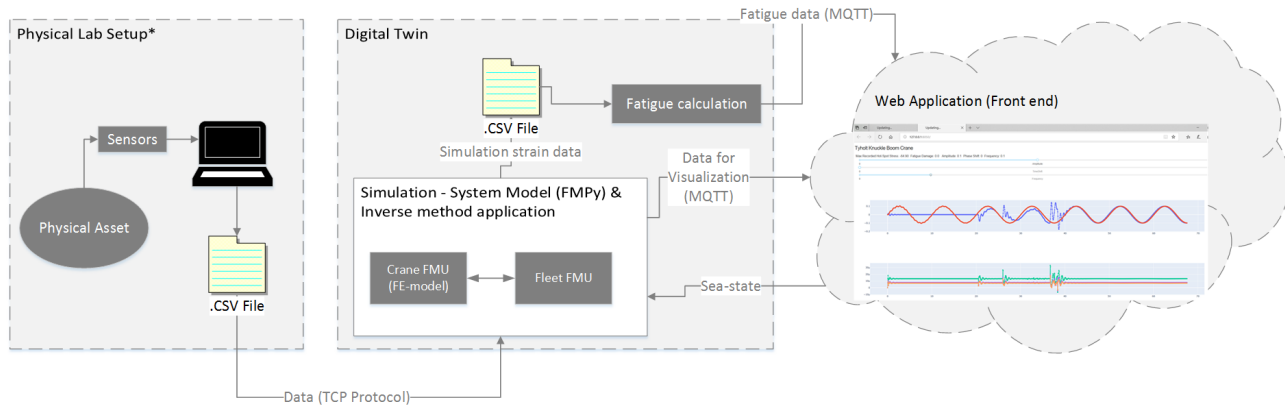 Physical Lab Setup*
Sensors
Physical Asset
.CSV File
Data (TCP Protocol)
Digital Twin
.CSV File
Fatigue calculation
Simulation strain data
Simulation - System Model (FMPy) &
Inverse method application
Crane FMU
(FE-model)
Fleet FMU
Fatigue data (MQTT)
Data for
Visualization
(MQTT)
Sea-state
Web Application (Front end)
Updating...
Updating...
Tyholt Knuckle Boom Crane